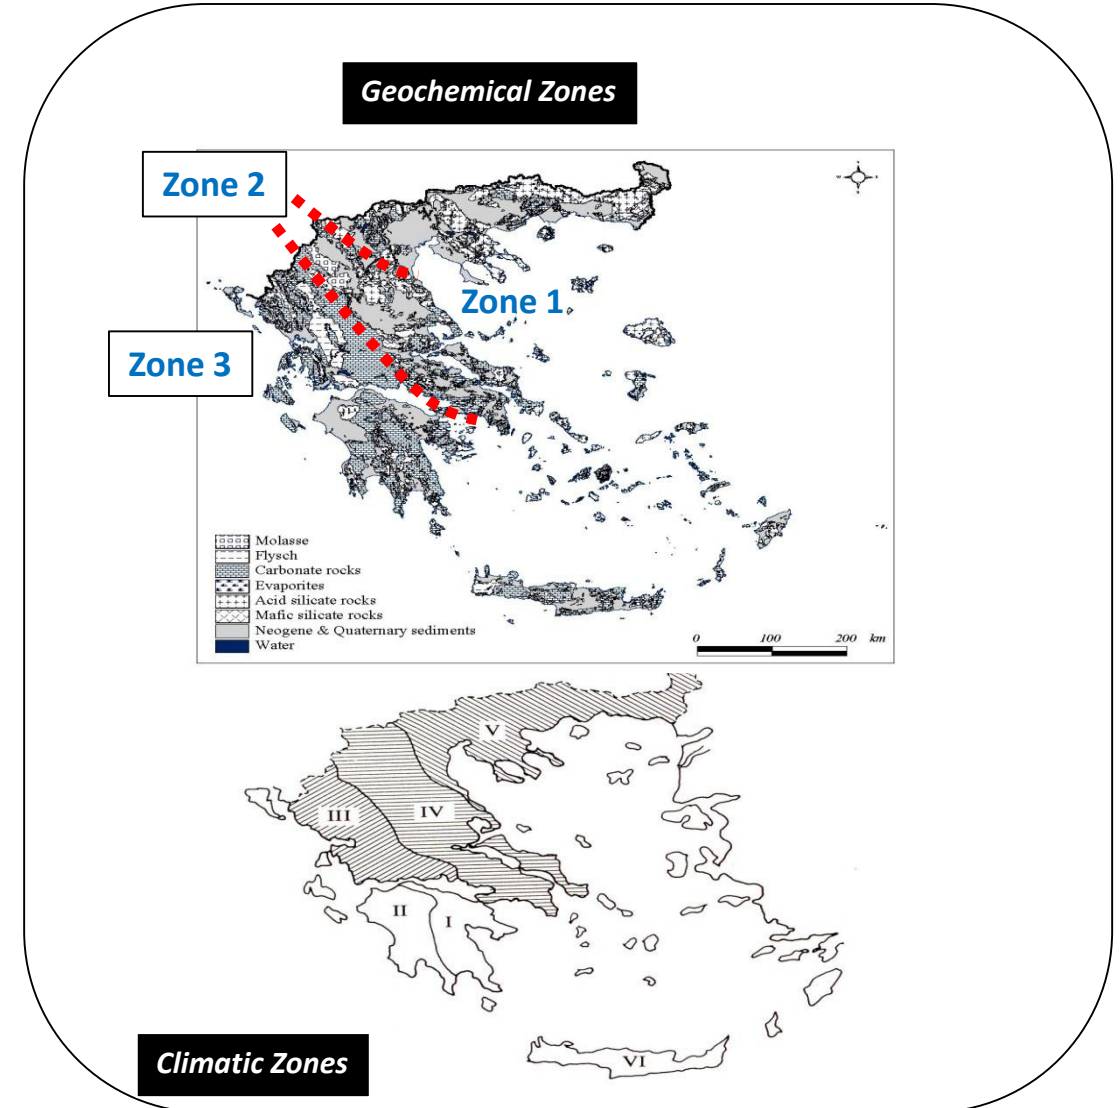 Geochemical Zones
Zone 2
Zone 1
Zone 3
Molasse
Flysch
Carbonate rocks
Evaporites
Acid silicate rocks
Mafic silicate rocks
Neogene & Quaternary sediments
Water
0 100 200 km
V
III
IV
II
I
VI
Climatic Zones